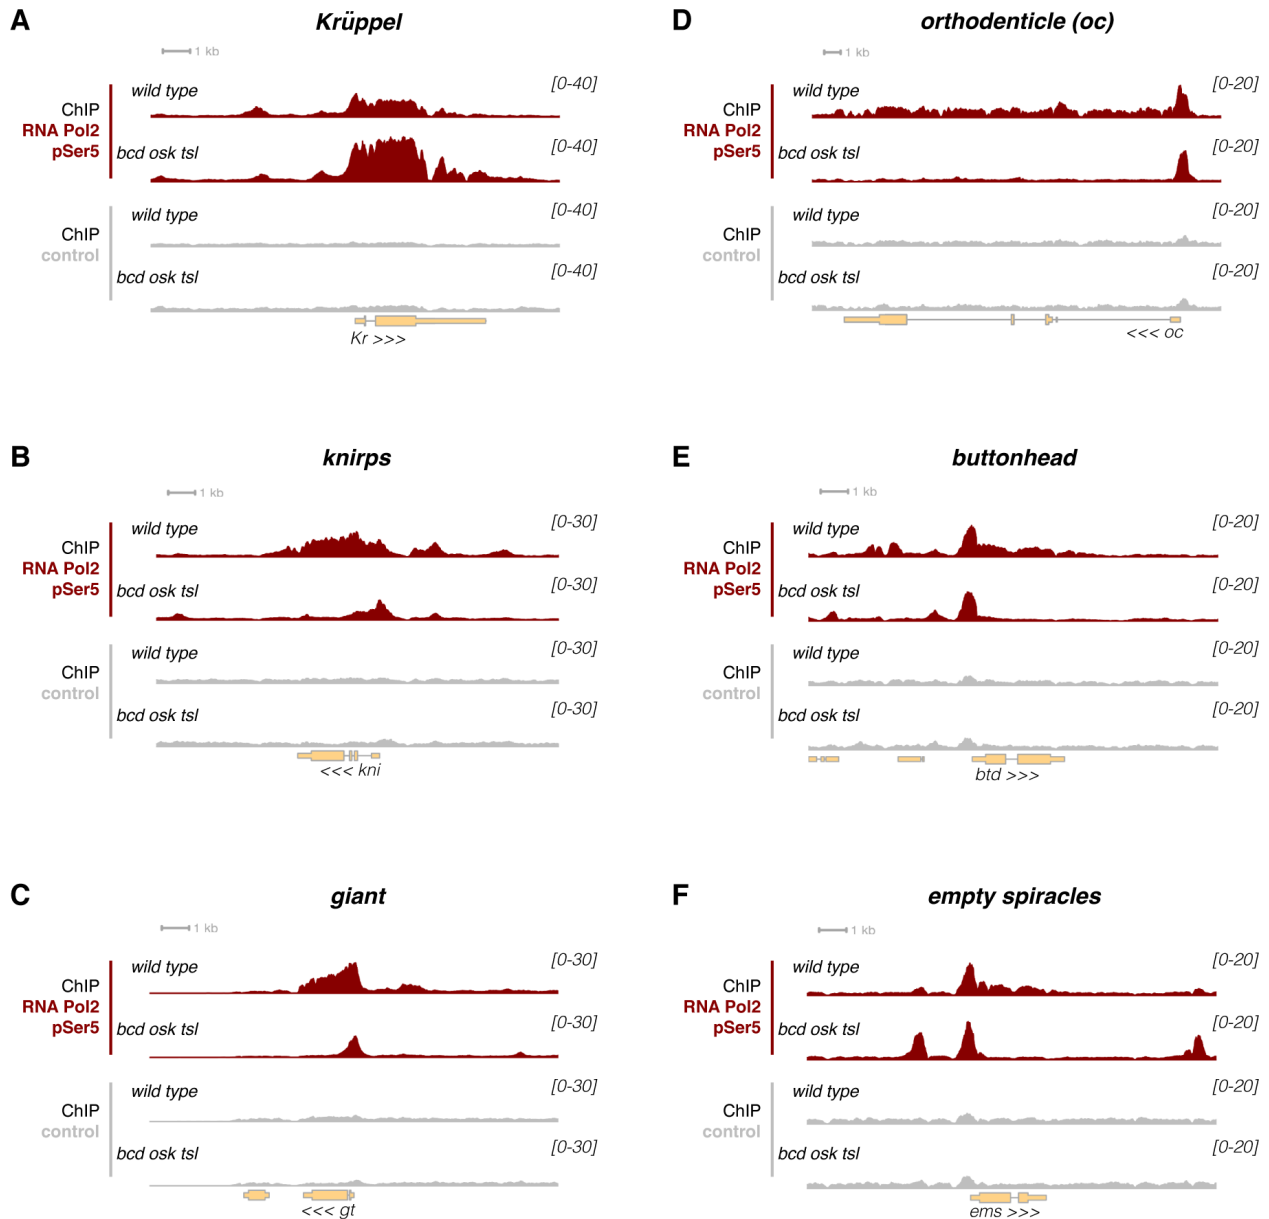 A
Krüppel
1 kb
wild type
[0-40]
ChIP
RNA Pol2
pSer5
bcd osk tsl
[0-40]
wild type
[0-40]
ChIP
control
bcd osk tsl
[0-40]
Kr >>>
B
knirps
1 kb
wild type
[0-30]
ChIP
RNA Pol2
pSer5
bcd osk tsl
[0-30]
wild type
[0-30]
ChIP
control
bcd osk tsl
[0-30]
<<< kni
C
giant
1 kb
wild type
[0-30]
ChIP
RNA Pol2
pSer5
bcd osk tsl
[0-30]
wild type
[0-30]
ChIP
control
bcd osk tsl
[0-30]
<<< gt
D
orthodenticle (oc)
1 kb
wild type
[0-20]
ChIP
RNA Pol2
pSer5
bcd osk tsl
[0-20]
wild type
[0-20]
ChIP
control
bcd osk tsl
[0-20]
<<< oc
E
buttonhead
1 kb
wild type
[0-20]
ChIP
RNA Pol2
pSer5
bcd osk tsl
[0-20]
wild type
[0-20]
ChIP
control
bcd osk tsl
[0-20]
btd >>>
F
empty spiracles
1 kb
wild type
[0-20]
ChIP
RNA Pol2
pSer5
bcd osk tsl
[0-20]
wild type
[0-20]
ChIP
control
bcd osk tsl
[0-20]
ems >>>